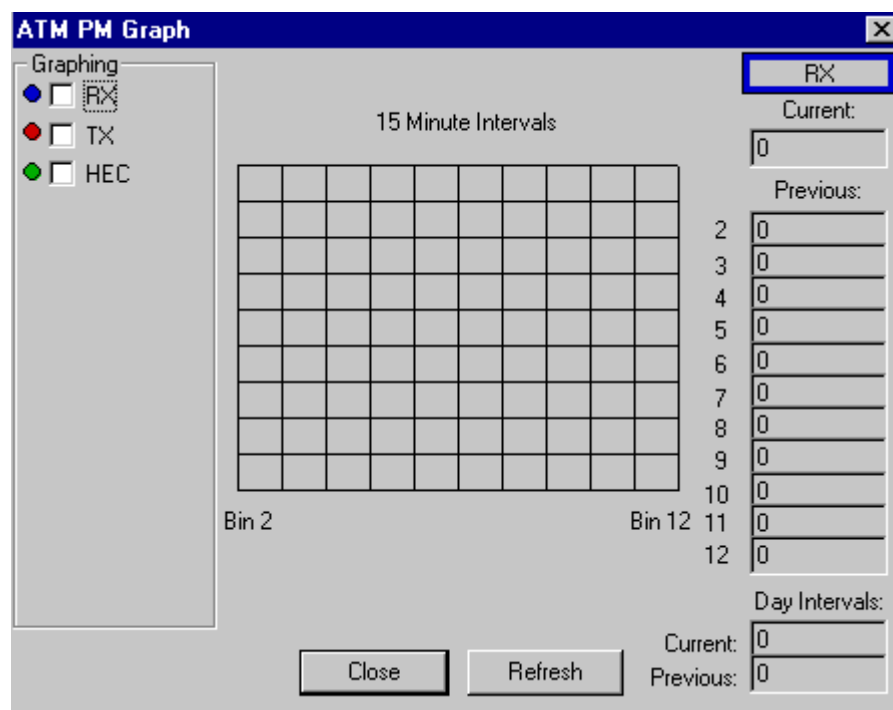 ATM PM Graph
Graphing
RX
TX
HEC
15 Minute Intervals
Bin 2
Bin 12
RX
Current:
0
Previous:
2 0
3 0
4 0
5 0
6 0
7 0
8 0
9 0
10 0
11 0
12 0
Day Intervals:
Current: 0
Previous: 0
Close
Refresh